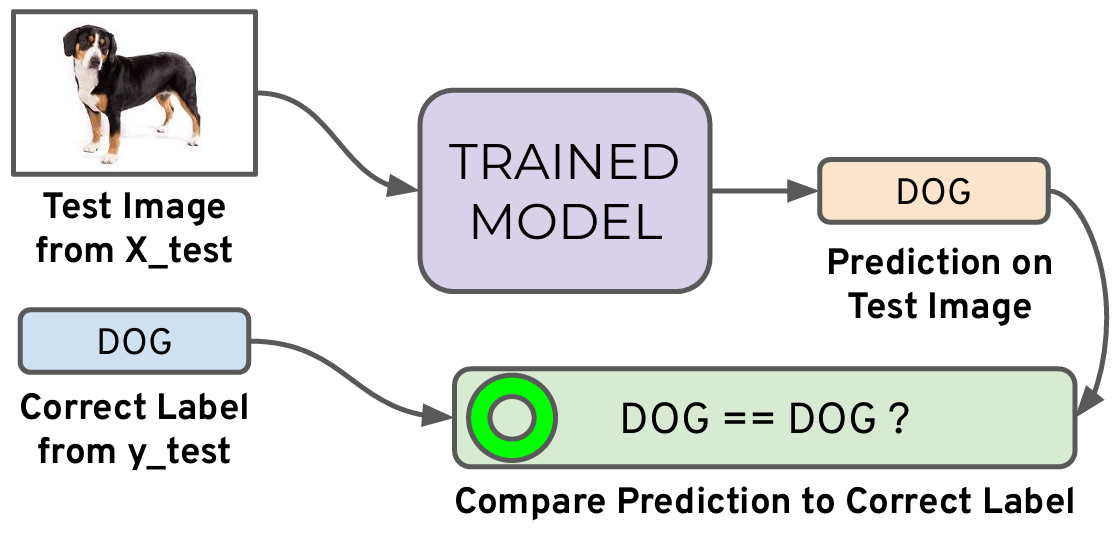 Test Image
from X_test
TRAINED
MODEL
DOG
Prediction on
Test Image
DOG
Correct Label
from y_test
DOG == DOG ?
Compare Prediction to Correct Label